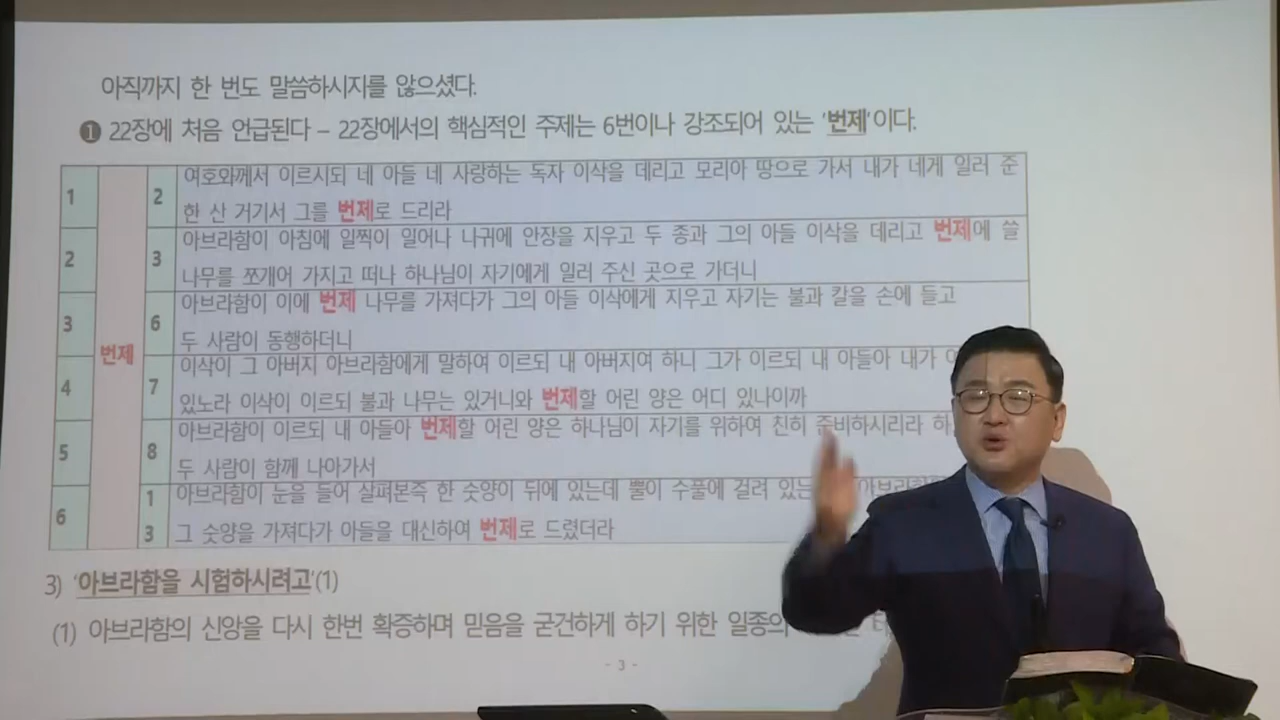 아직까지 한 번도 말씀하시지를 않으셨다.
❶ 22장에 처음 언급된다 – 22장에서의 핵심적인 주제는 6번이나 강조되어 있는 '번제'이다.
1 2 여호와께서 이르시되 네 아들 네 사랑하는 독자 이삭을 데리고 모리아 땅으로 가서 내가 네게 일러 준
한 산 거기서 그를 번제로 드리라
2 3 아브라함이 아침에 일찍이 일어나 나귀에 안장을 지우고 두 종과 그의 아들 이삭을 데리고 번제에 쓸
나무를 쪼개어 가지고 떠나 하나님이 자기에게 일러 주신 곳으로 가더니
3 6 아브라함이 이에 번제 나무를 가져다가 그의 아들 이삭에게 지우고 자기는 불과 칼을 손에 들고
두 사람이 동행하더니
번제
4 7 이삭이 그 아버지 아브라함에게 말하여 이르되 내 아버지여 하니 그가 이르되 내 아들아 내가
있노라 이삭이 이르되 불과 나무는 있거니와 번제할 어린 양은 어디 있나이까
5 8 아브라함이 이르되 내 아들아 번제할 어린 양은 하나님이 자기를 위하여 친히 준비하시리라 하
두 사람이 함께 나아가서
6 1 아브라함이 눈을 들어 살펴본즉 한 숫양이 뒤에 있는데 뿔이 수풀에 걸려 있는
3 그 숫양을 가져다가 아들을 대신하여 번제로 드렸더라
3) '아브라함을 시험하시려고'(1)
(1) 아브라함의 신앙을 다시 한번 확증하며 믿음을 굳건하게 하기 위한 일종의
- 3 -